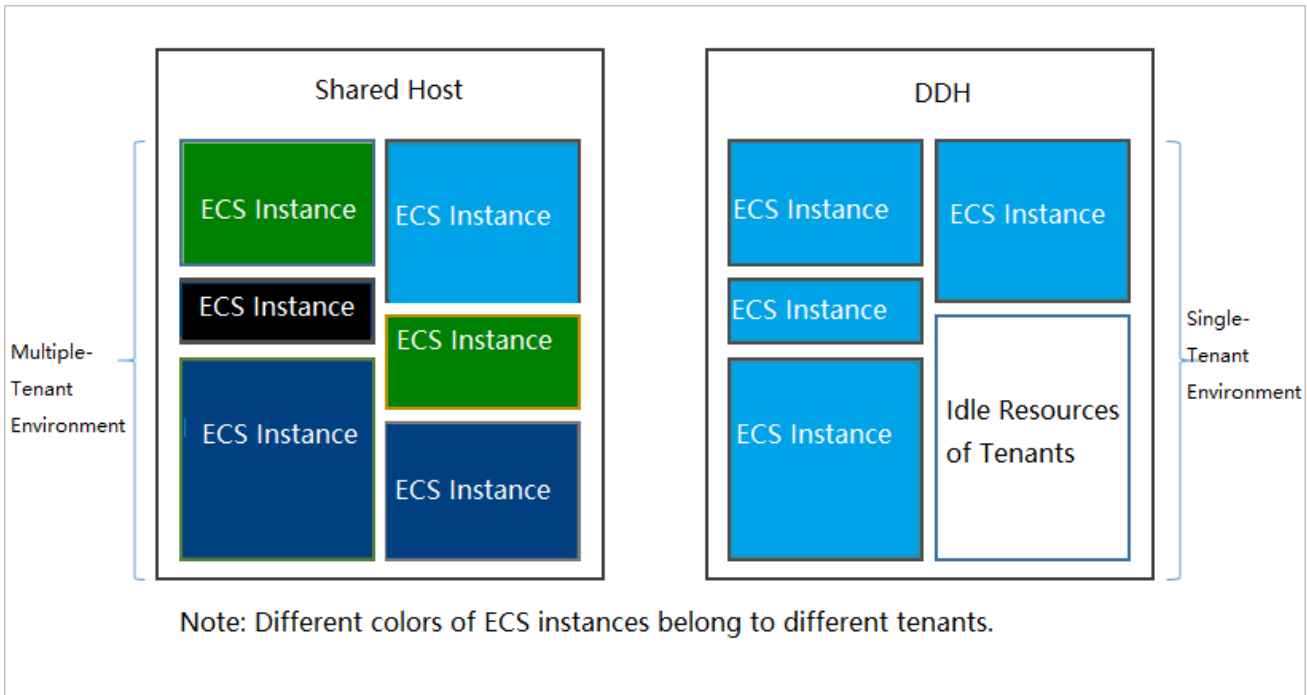 Shared Host
ECS Instance
ECS Instance
ECS Instance
ECS Instance
ECS Instance
ECS Instance
Multiple-
Tenant
Environment
DDH
ECS Instance
ECS Instance
ECS Instance
ECS Instance
Idle Resources
of Tenants
Single-
Tenant
Environment
Note: Different colors of ECS instances belong to different tenants.